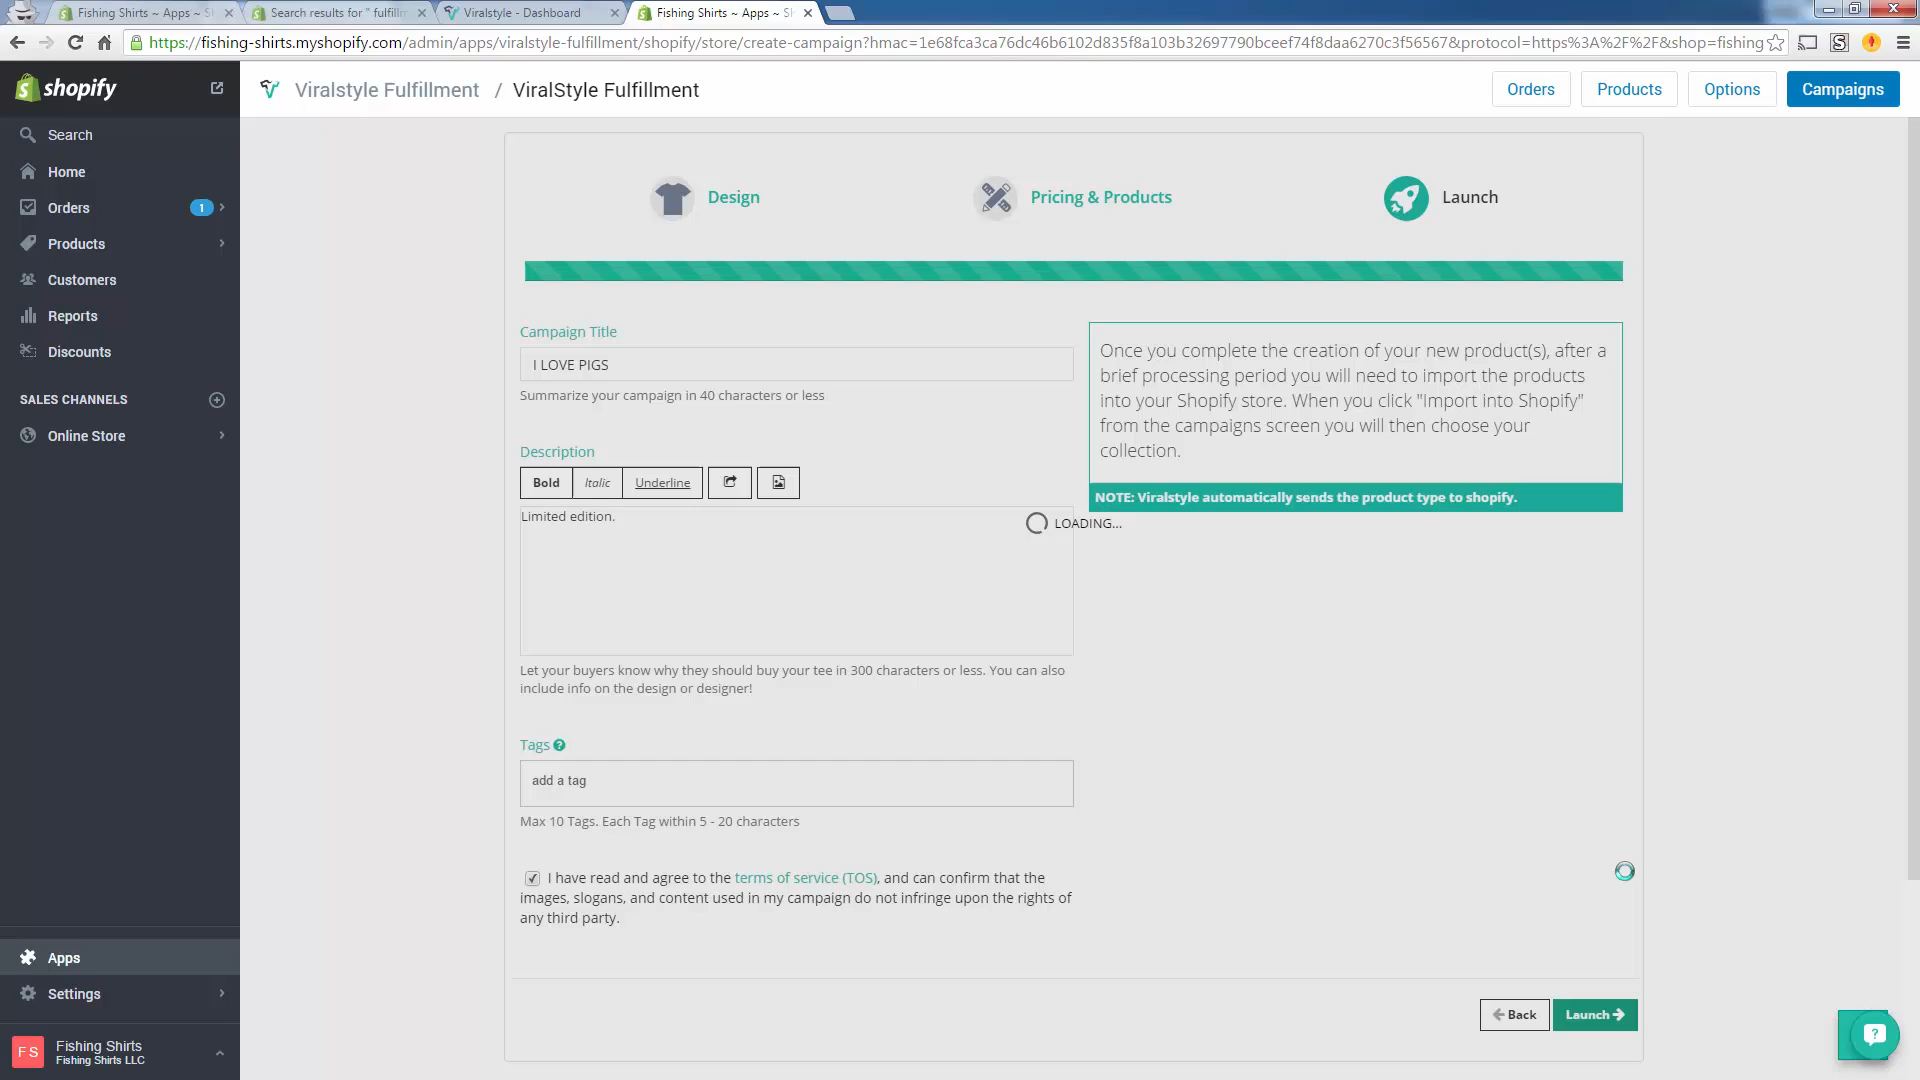 Fishing Shirts ~ Apps ~ S
Search results for " fulfillm
Viralstyle - Dashboard
Fishing Shirts ~ Apps ~ S
https://fishing-shirts.myshopify.com/admin/apps/viralstyle-fulfillment/shopify/store/create-campaign?hmac=1e68fca3ca76dc46b6102d835f8a103b32697790bceef74f8daa6270c3f56567&protocol=https%3A%2F%2F&shop=fishing
shopify
Viralstyle Fulfillment / ViralStyle Fulfillment
Orders
Products
Options
Campaigns
Search
Home
Orders 1
Products
Customers
Reports
Discounts
SALES CHANNELS
Online Store
Apps
Settings
FS
Fishing Shirts
Fishing Shirts LLC
Design
Pricing & Products
Launch
Campaign Title
I LOVE PIGS
Summarize your campaign in 40 characters or less
Description
Bold Italic Underline
Limited edition.
Let your buyers know why they should buy your tee in 300 characters or less. You can also
include info on the design or designer!
Tags ?
add a tag
Max 10 Tags. Each Tag within 5 - 20 characters
I have read and agree to the terms of service (TOS), and can confirm that the
images, slogans, and content used in my campaign do not infringe upon the rights of
any third party.
Once you complete the creation of your new product(s), after a
brief processing period you will need to import the products
into your Shopify store. When you click "Import into Shopify"
from the campaigns screen you will then choose your
collection.
NOTE: Viralstyle automatically sends the product type to shopify.
LOADING...
Back
Launch